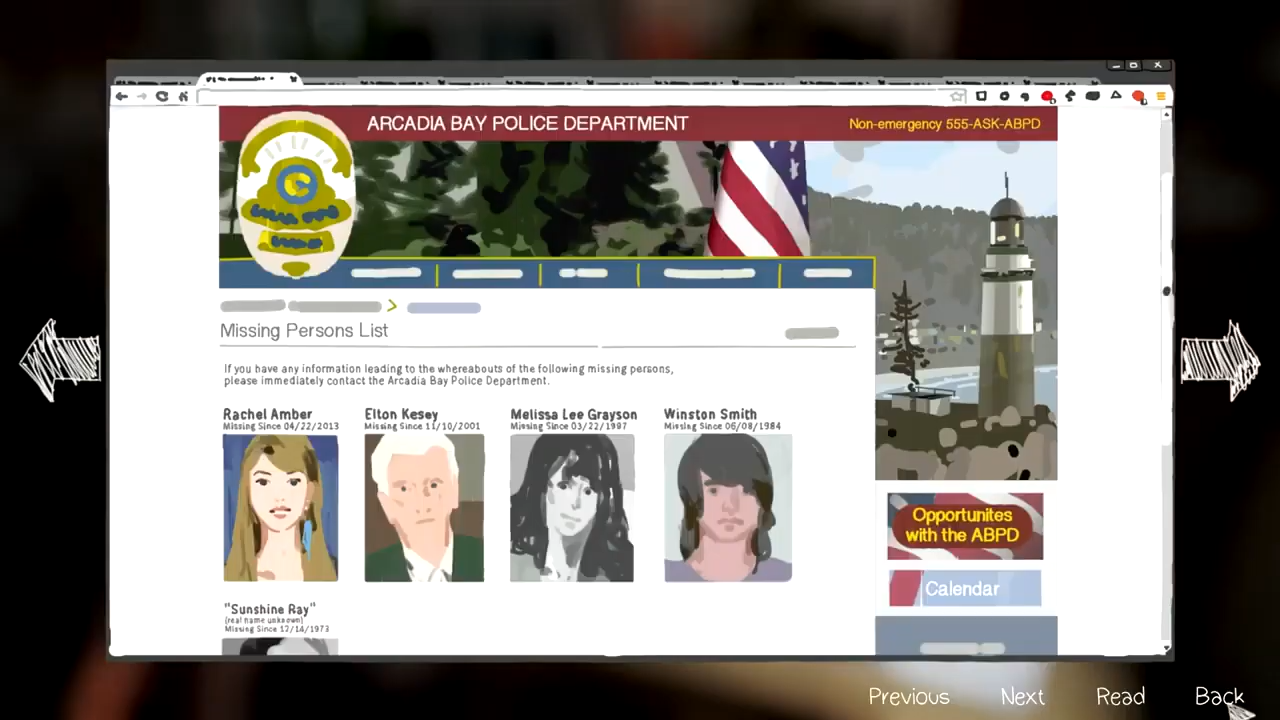 ARCADIA BAY POLICE DEPARTMENT
Non-emergency 555-ASK-ABPD
Missing Persons List
If you have any information leading to the whereabouts of the following missing persons,
please immediately contact the Arcadia Bay Police Department.
Rachel Amber
Missing Since 04/22/2013
Elton Kesey
Missing Since 11/10/2001
Melissa Lee Grayson
Missing Since 03/22/1997
Winston Smith
Missing Since 06/08/1984
"Sunshine Ray"
(real name unknown)
Missing Since 12/14/1973
Opportunites
with the ABPD
Calendar
Previous
Next
Read
Back